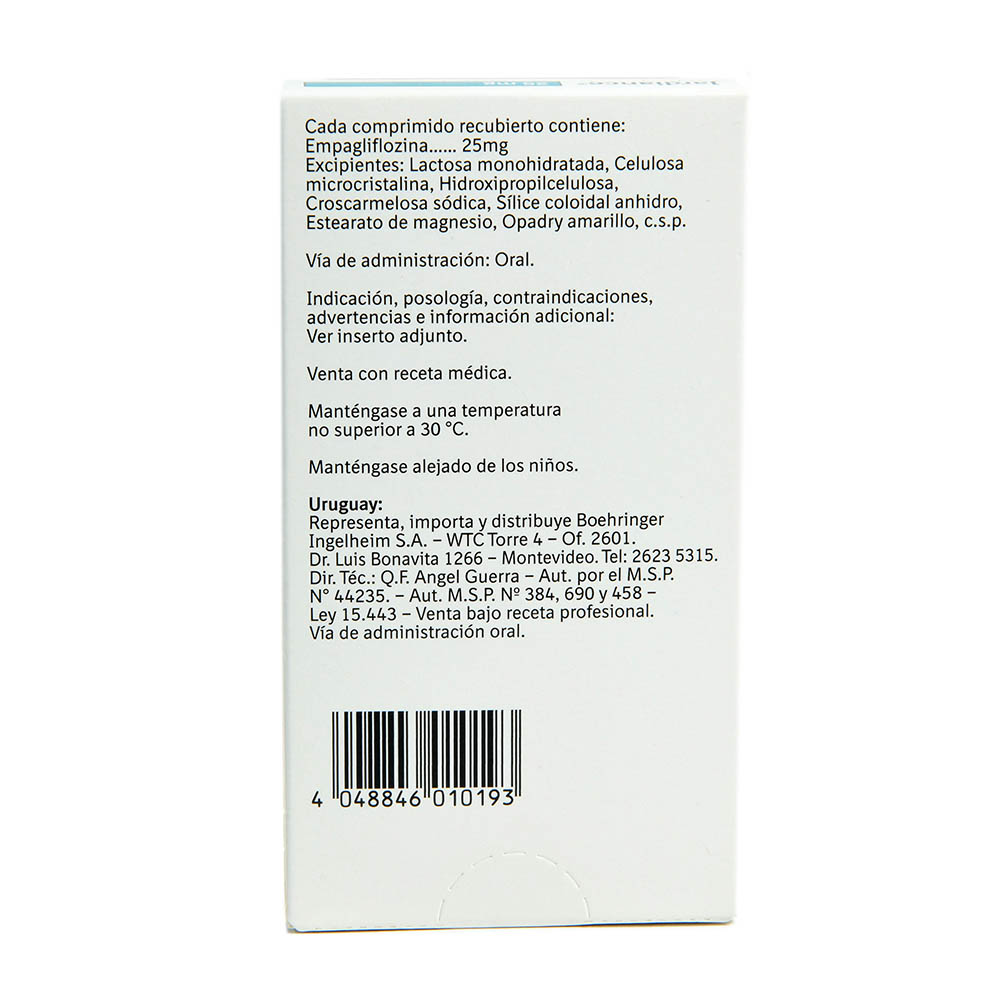 Jardiance™
25 mg
Cada comprimido recubierto contiene:
Empagliflozina...... 25mg
Excipientes: Lactosa monohidratada, Celulosa
microcristalina, Hidroxipropilcelulosa,
Croscarmelosa sódica, Sílice coloidal anhidro,
Estearato de magnesio, Opadry amarillo, c.s.p.
Vía de administración: Oral.
Indicación, posología, contraindicaciones,
advertencias e información adicional:
Ver inserto adjunto.
Venta con receta médica.
Manténgase a una temperatura
no superior a 30 °C.
Manténgase alejado de los niños.
Uruguay:
Representa, importa y distribuye Boehringer
Ingelheim S.A. – WTC Torre 4 – Of. 2601.
Dr. Luis Bonavita 1266 – Montevideo. Tel: 2623 5315.
Dir. Téc.: Q.F. Angel Guerra – Aut. por el M.S.P.
N° 44235. – Aut. M.S.P. Nº 384, 690 y 458 –
Ley 15.443 – Venta bajo receta profesional.
Vía de administración oral.
4 048846 010193